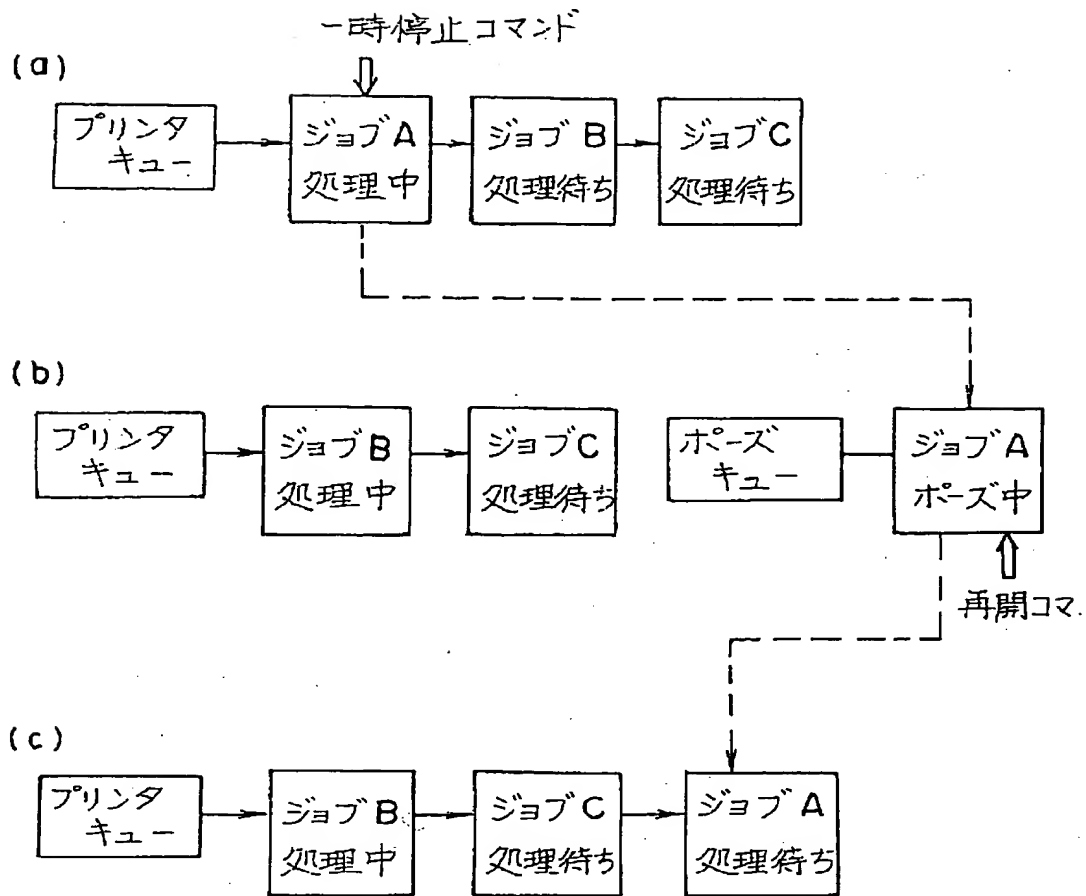 一時停止コマンド
(a)
プリンタ
キュー
ジョブA
処理中
ジョブB
処理待ち
ジョブC
処理待ち
(b)
プリンタ
キュー
ジョブB
処理中
ジョブC
処理待ち
ポーズ
キュー
ジョブA
ポーズ中
再開コマ
(c)
プリンタ
キュー
ジョブB
処理中
ジョブC
処理待ち
ジョブA
処理待ち